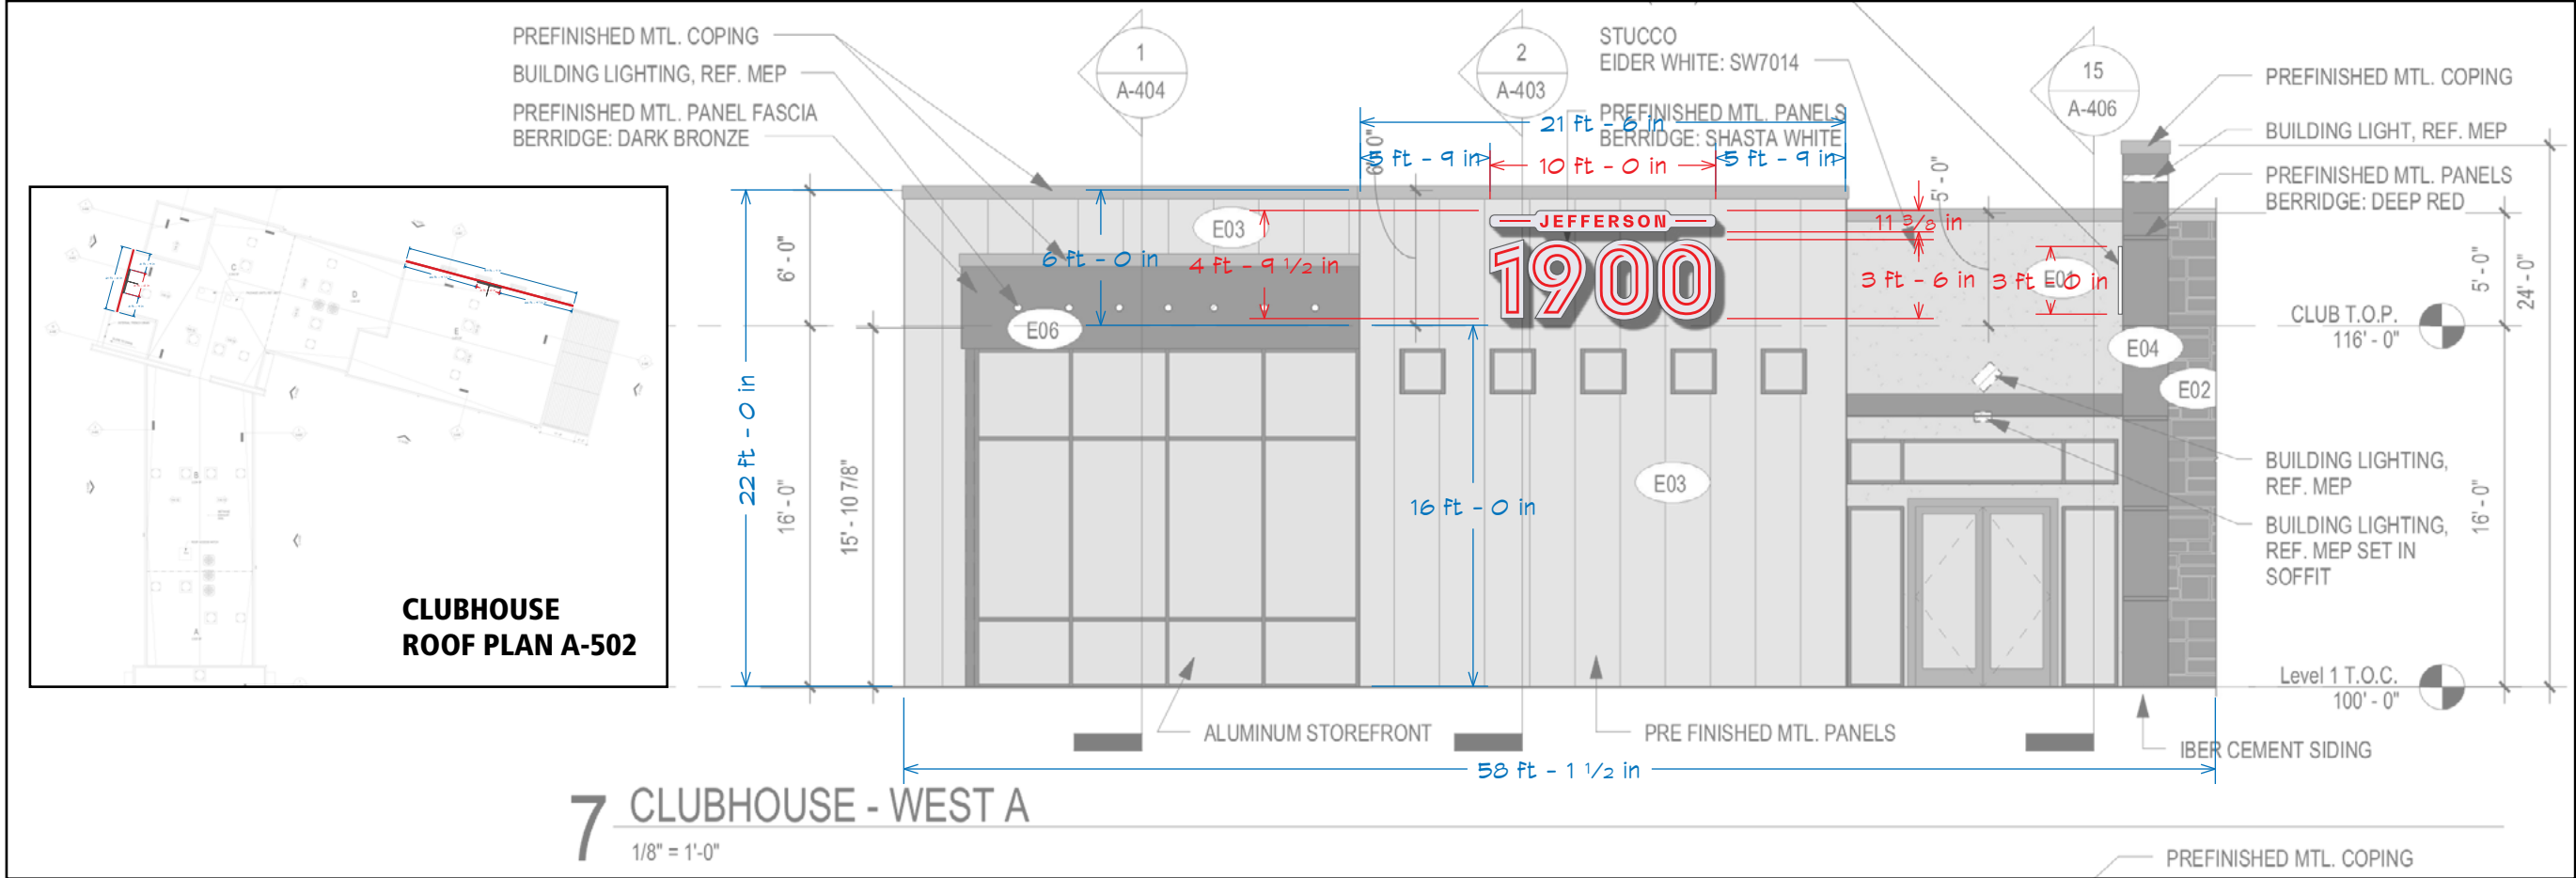 PREFINISHED MTL. COPING
BUILDING LIGHTING, REF. MEP
PREFINISHED MTL. PANEL FASCIA
BERRIDGE: DARK BRONZE
1
A-404
2
A-403
STUCCO
EIDER WHITE: SW7014
PREFINISHED MTL. PANELS
BERRIDGE: SHASTA WHITE
15
A-406
PREFINISHED MTL. COPING
BUILDING LIGHT, REF. MEP
PREFINISHED MTL. PANELS
BERRIDGE: DEEP RED
21 ft - 6 in
5 ft - 9 in
10 ft - 0 in
5 ft - 9 in
6' - 0"
5' - 0"
JEFFERSON
1900
11 3/8 in
3 ft - 6 in
3 ft - 0 in
E01
E03
6 ft - 0 in
4 ft - 9 1/2 in
E06
6' - 0"
22 ft - 0 in
16' - 0"
15' - 10 7/8"
16 ft - 0 in
E03
E04
E02
CLUB T.O.P.
116' - 0"
5' - 0"
24' - 0"
16' - 0"
BUILDING LIGHTING,
REF. MEP
BUILDING LIGHTING,
REF. MEP SET IN
SOFFIT
Level 1 T.O.C.
100' - 0"
CLUBHOUSE
ROOF PLAN A-502
C
D
E
B
A
ALUMINUM STOREFRONT
PRE FINISHED MTL. PANELS
IBER CEMENT SIDING
58 ft - 1 1/2 in
7 CLUBHOUSE - WEST A
1/8" = 1'-0"
PREFINISHED MTL. COPING